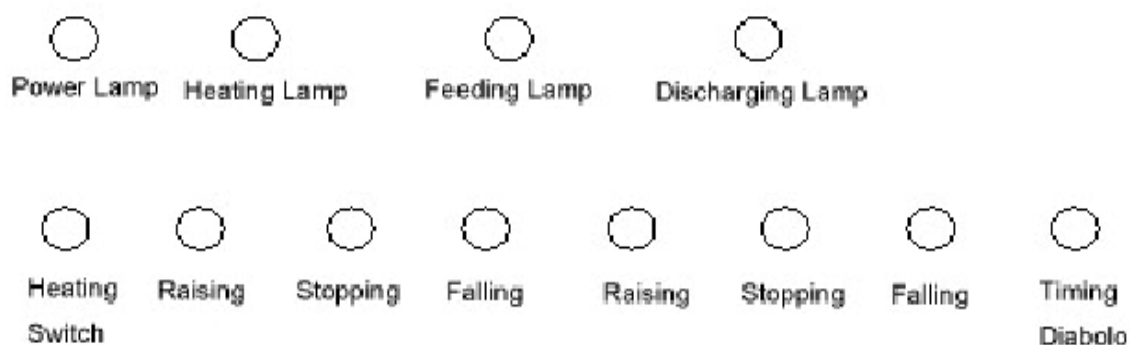 Power Lamp Heating Lamp Feeding Lamp Discharging Lamp
Heating Raising Stopping Falling Raising Stopping Falling Timing
Switch Diabolo